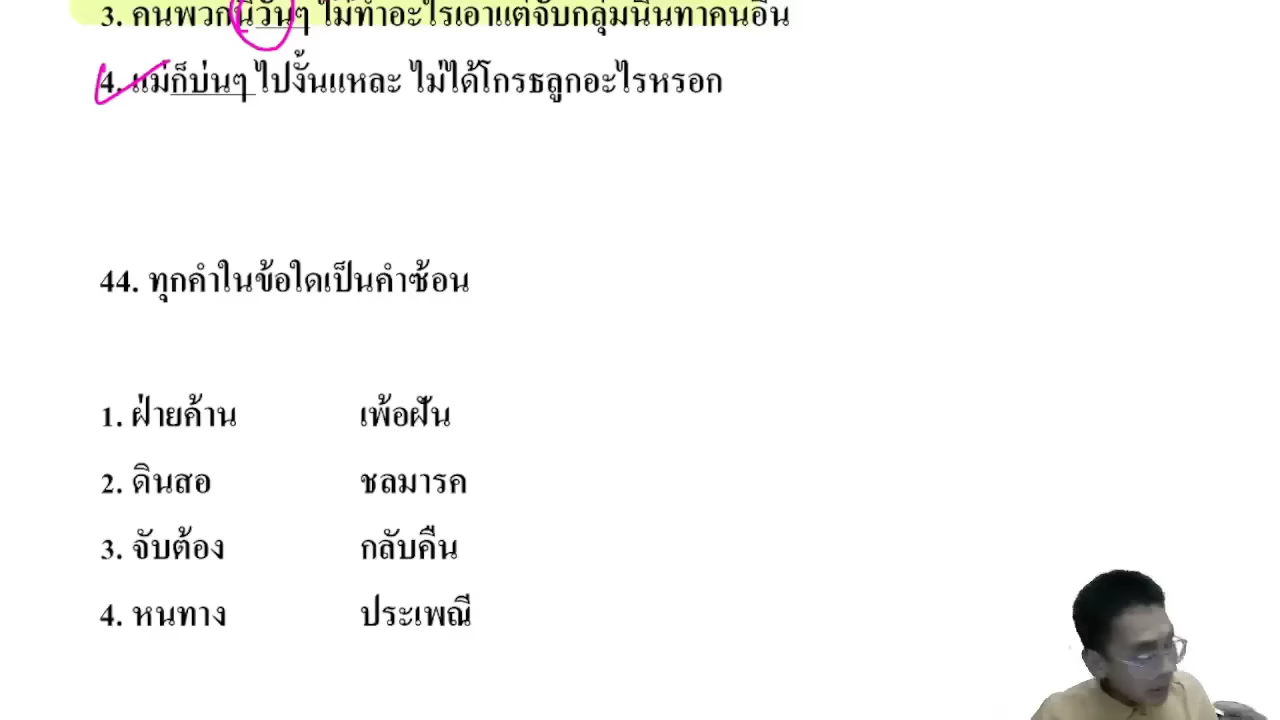 3. คนพวกนี้วันๆ ไม่ทำอะไรเอาแต่จับกลุ่มนินทาคนอื่น
4. แม่ก็บ่นๆ ไปงั้นแหละ ไม่ได้โกรธลูกอะไรหรอก
44. ทุกคำในข้อใดเป็นคำซ้อน
1. ฝ่ายค้าน เพ้อฝัน
2. ดินสอ ชลมารค
3. จับต้อง กลับคืน
4. หนทาง ประเพณี